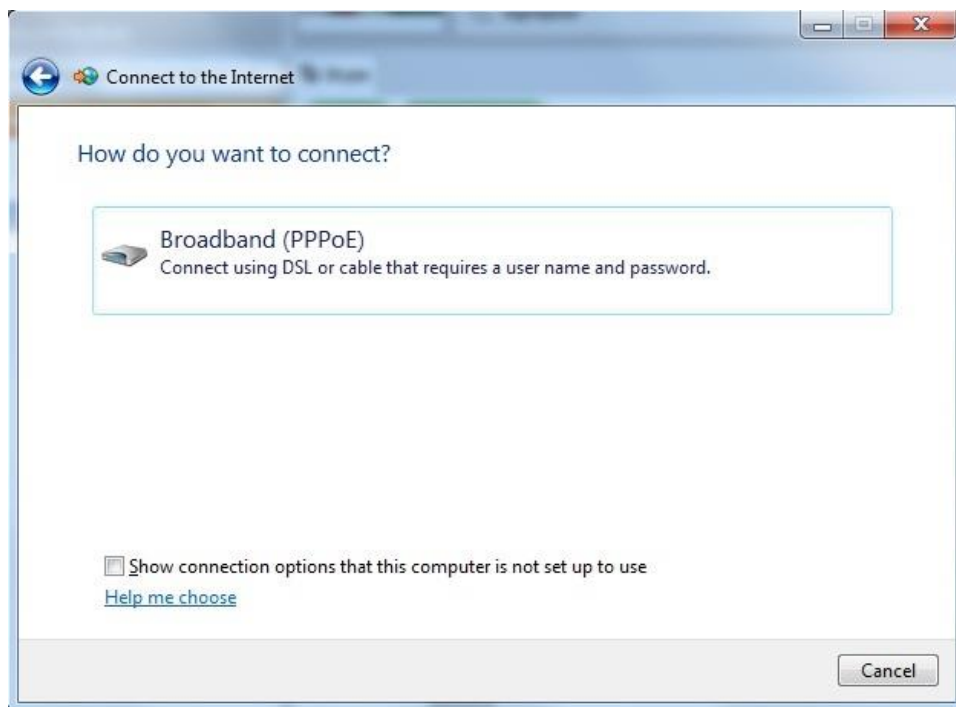 Connect to the Internet
How do you want to connect?
Broadband (PPPoE)
Connect using DSL or cable that requires a user name and password.
Show connection options that this computer is not set up to use
Help me choose
Cancel